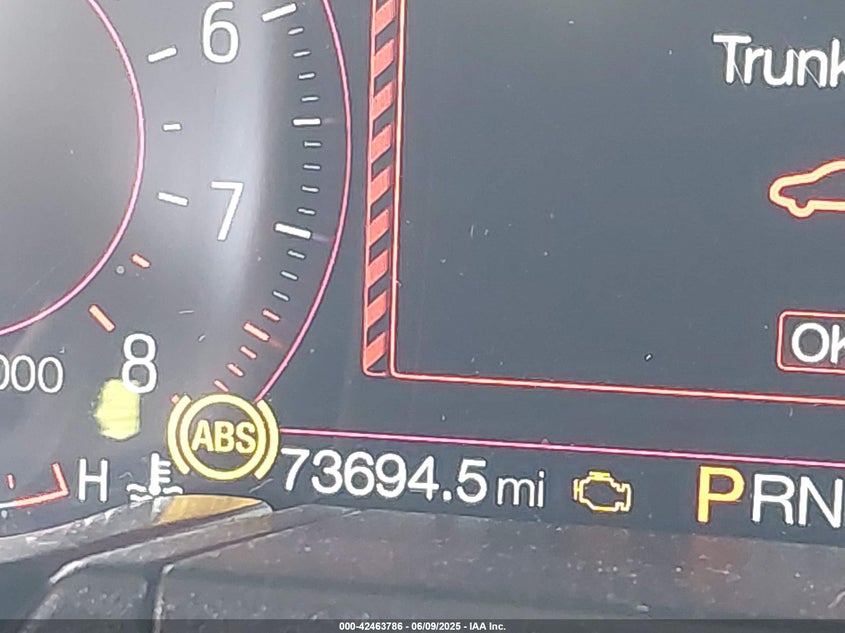 6
Trunk
7
OK
8
000
ABS
H
73694.5 mi
PRN
000-42463786 - 06/09/2025 - IAA Inc.